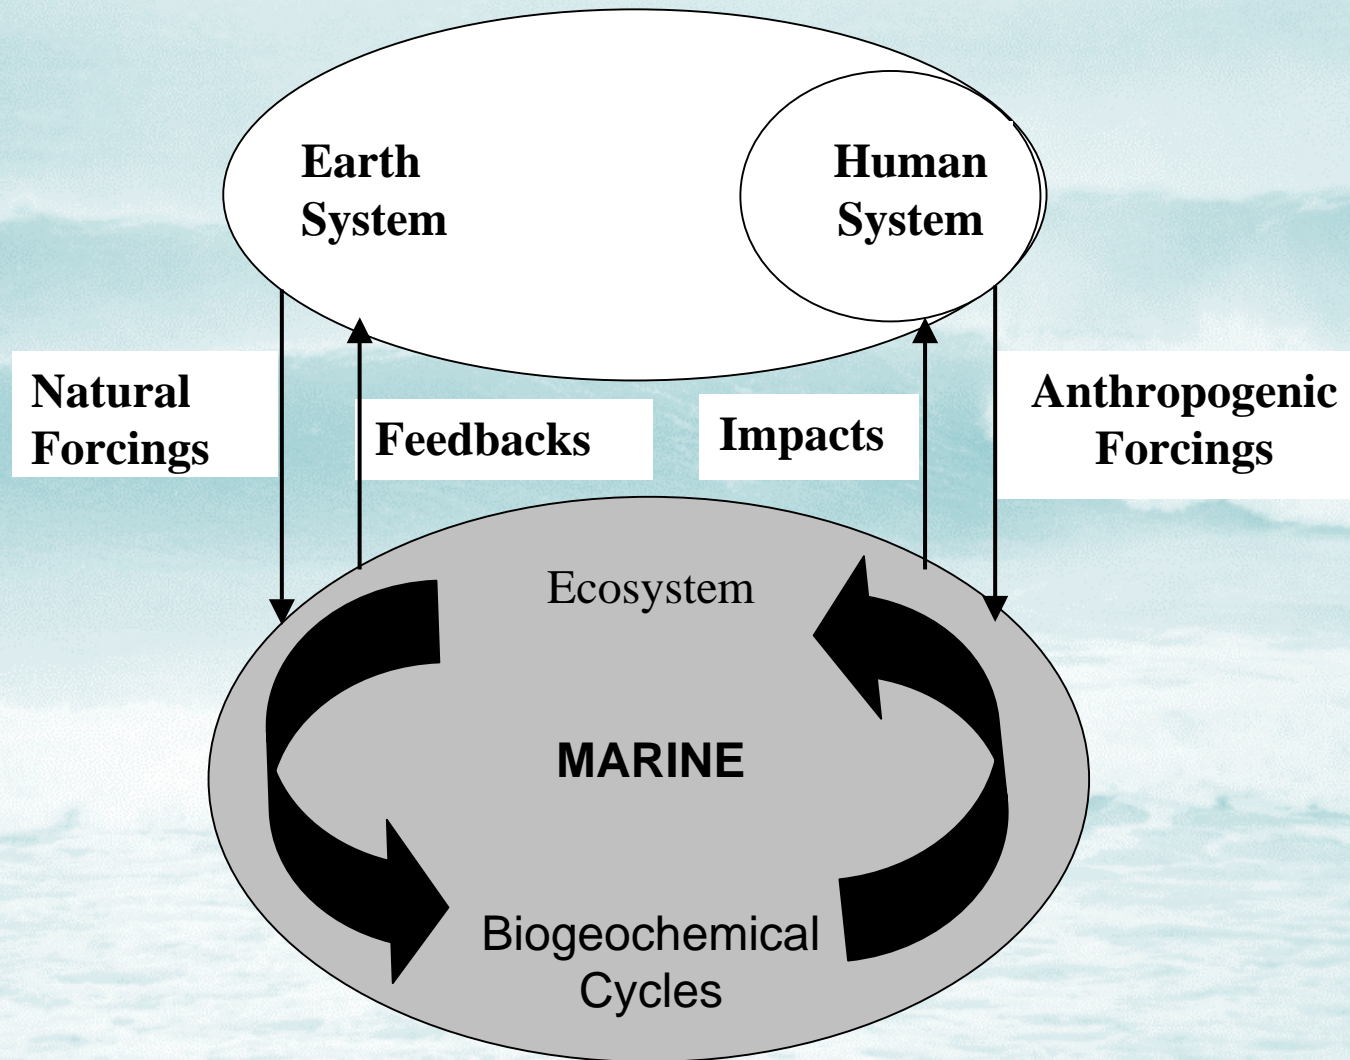 Earth
System
Human
System
Natural
Forcings
Feedbacks
Impacts
Anthropogenic
Forcings
Ecosystem
MARINE
Biogeochemical
Cycles